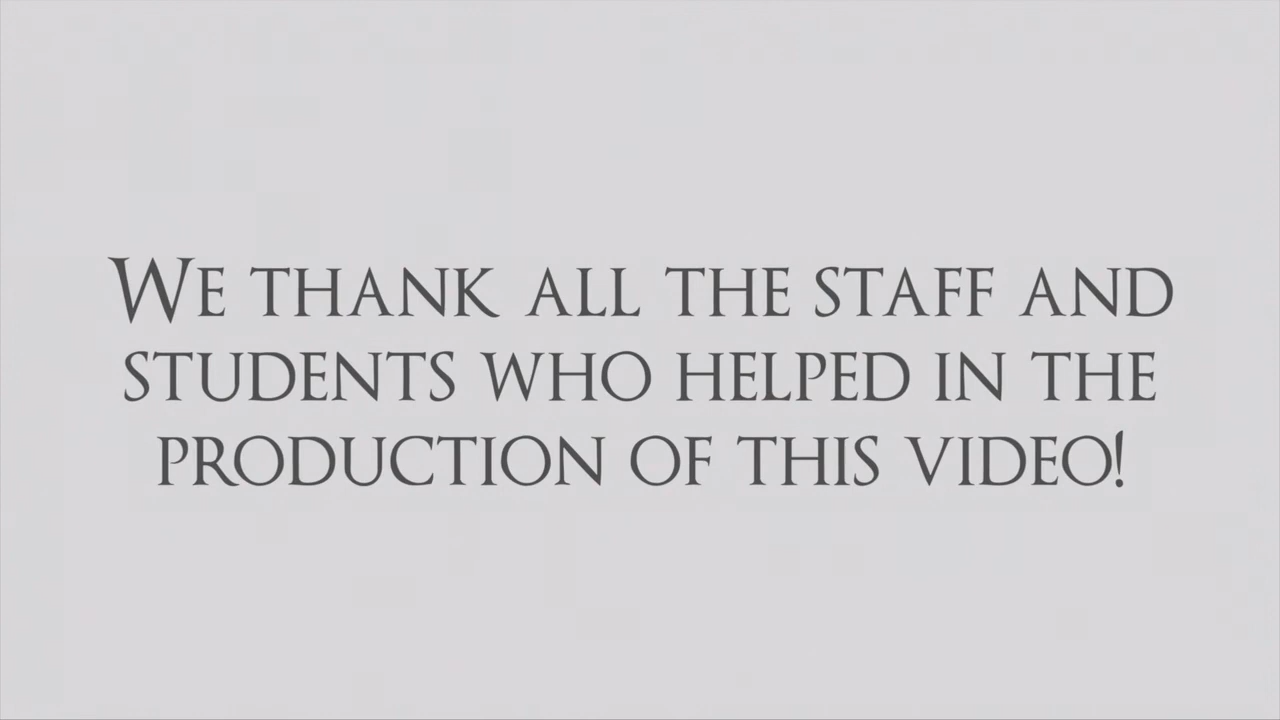 We thank all the staff and
students who helped in the
production of this video!